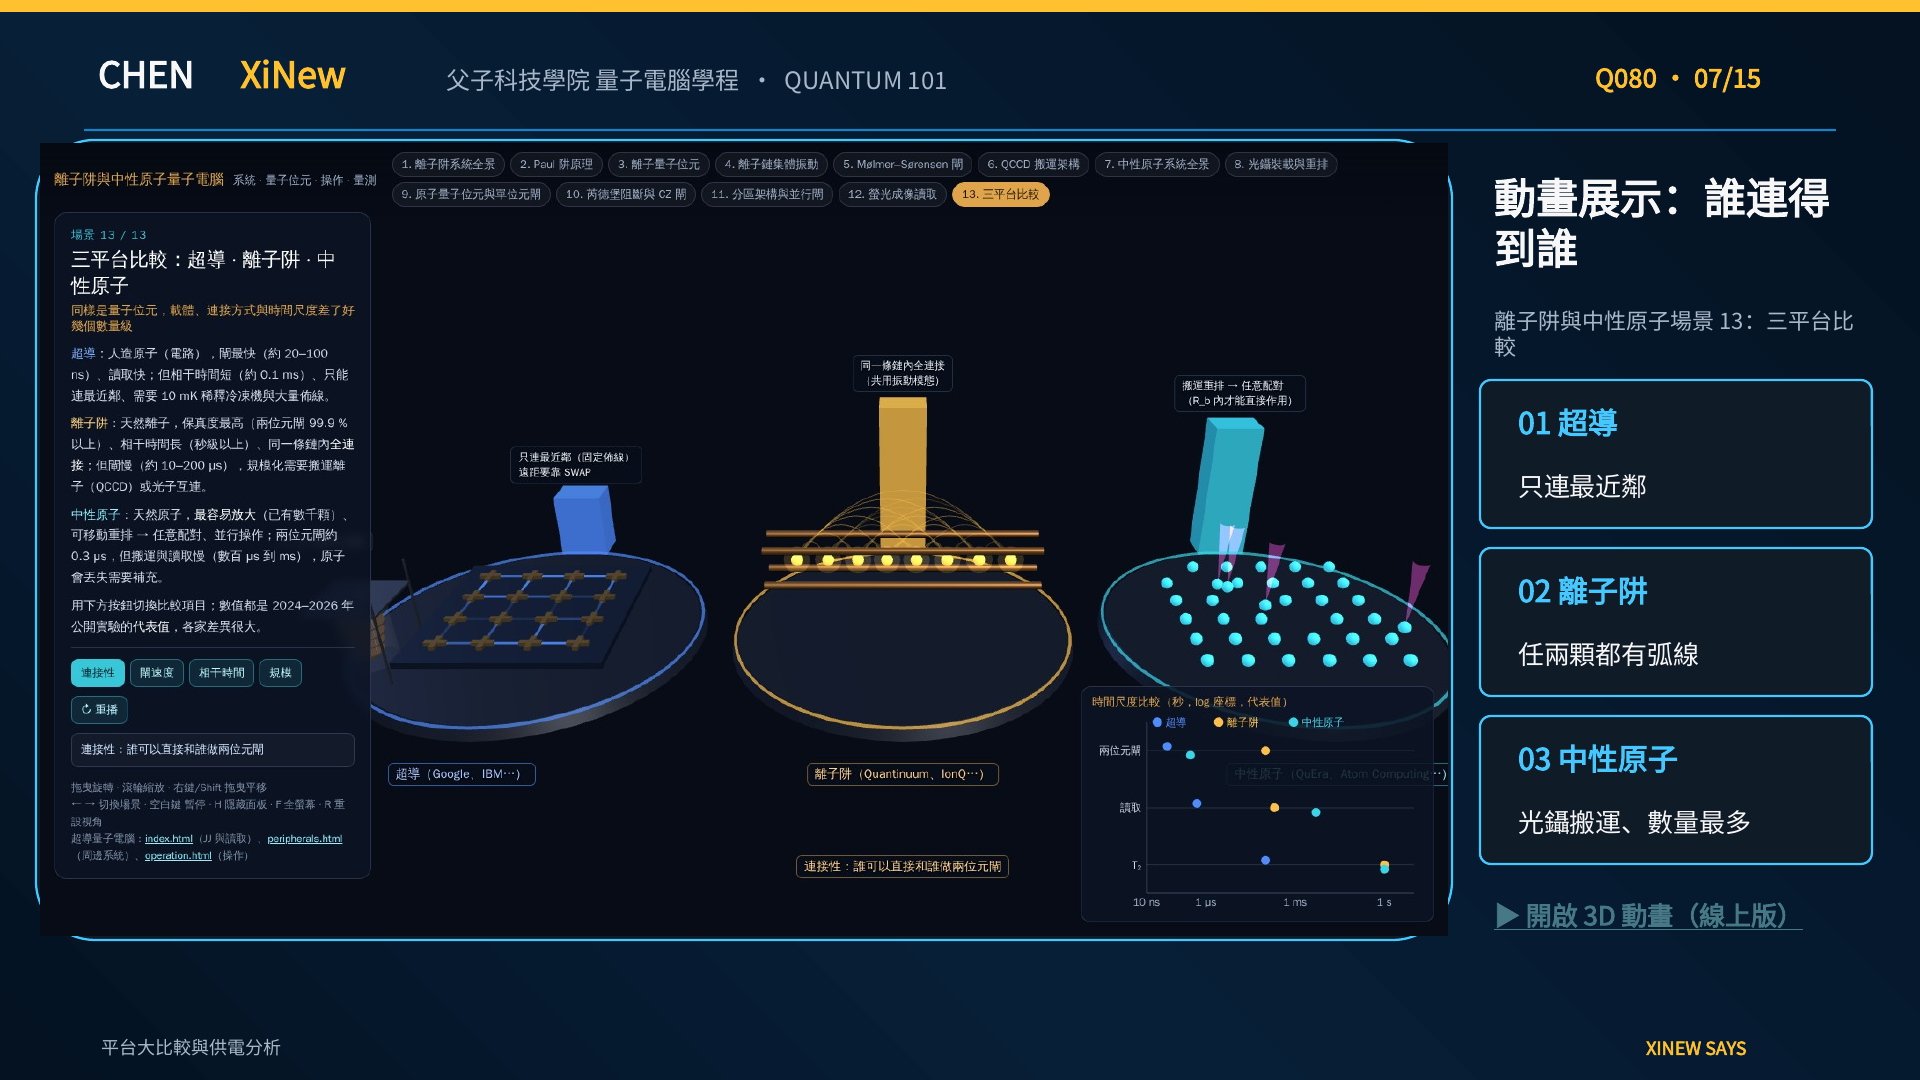 CHEN XiNew 父子科技學院 量子電腦學程 • QUANTUM 101 Q080 • 07/15
離子阱與中性原子量子電腦 系統 · 量子位元 · 操作 · 量測
1. 離子阱系統全景 2. Paul 阱原理 3. 離子量子位元 4. 離子鏈集體振動 5. Mølmer–Sørensen 閘 6. QCCD 搬運架構 7. 中性原子系統全景 8. 光鑷裝載與重排
9. 原子量子位元與單位元閘 10. 芮德堡阻斷與 CZ 閘 11. 分區架構與並行閘 12. 螢光成像讀取 13. 三平台比較
場景 13 / 13
三平台比較：超導 · 離子阱 · 中
性原子
同樣是量子位元，載體、連接方式與時間尺度差了好
幾個數量級
超導：人造原子（電路），閘最快（約 20–100
ns）、讀取快；但相干時間短（約 0.1 ms）、只能
連最近鄰、需要 10 mK 稀釋冷凍機與大量佈線。
離子阱：天然離子，保真度最高（兩位元閘 99.9 %
以上）、相干時間長（秒級以上）、同一條鏈內全連
接；但閘慢（約 10–200 μs），規模化需要搬運離
子（QCCD）或光子互連。
中性原子：天然原子，最容易放大（已有數千顆）、
可移動重排 → 任意配對、並行操作；兩位元閘約
0.3 μs，但搬運與讀取慢（數百 μs 到 ms），原子
會丟失需要補充。
用下方按鈕切換比較項目；數值都是 2024–2026 年
公開實驗的代表值，各家差異很大。
連接性 閘速度 相干時間 規模
↻ 重播
連接性：誰可以直接和誰做兩位元閘
拖曳旋轉 · 滾輪縮放 · 右鍵/Shift 拖曳平移
← → 切換場景 · 空白鍵 暫停 · H 隱藏面板 · F 全螢幕 · R 重
設視角
超導量子電腦：index.html（JJ 與讀取）、peripherals.html
（周邊系統）、operation.html（操作）
只連最近鄰（固定佈線）
遠距要靠 SWAP
同一條鏈內全連接
（共用振動模態）
搬運重排 → 任意配對
（R_b 內才能直接作用）
超導（Google、IBM⋯）
離子阱（Quantinuum、IonQ⋯）
中性原子（QuEra、Atom Computing⋯）
連接性：誰可以直接和誰做兩位元閘
時間尺度比較（秒，log 座標，代表值）
超導 離子阱 中性原子
兩位元閘
讀取
T₂
10 ns 1 μs 1 ms 1 s
動畫展示：誰連得
到誰
離子阱與中性原子場景 13：三平台比
較
01 超導
只連最近鄰
02 離子阱
任兩顆都有弧線
03 中性原子
光鑷搬運、數量最多
▶ 開啟 3D 動畫（線上版）
平台大比較與供電分析
XINEW SAYS